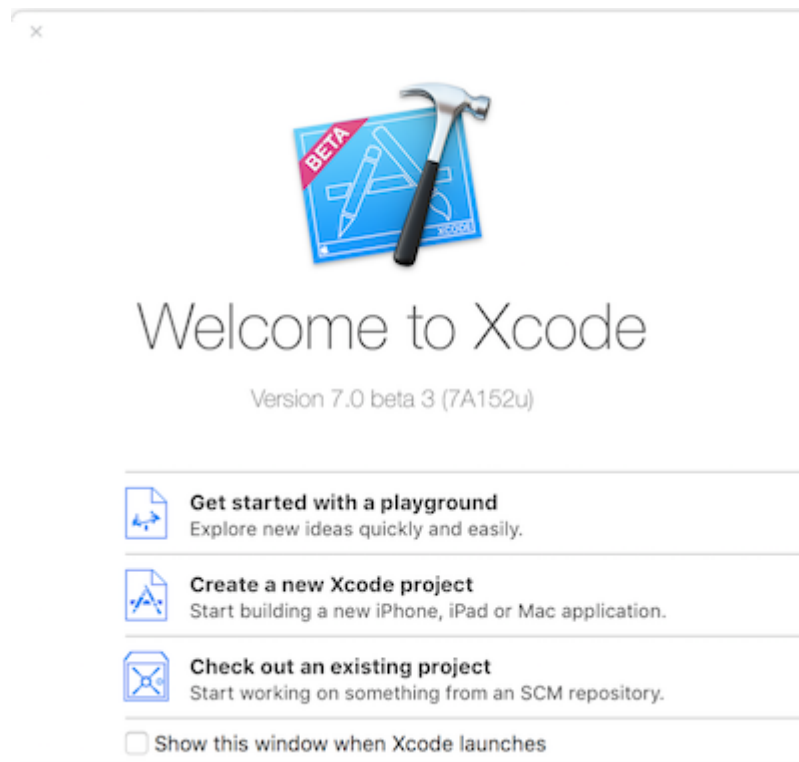 BETA
XCODE
Welcome to Xcode
Version 7.0 beta 3 (7A152u)
Get started with a playground
Explore new ideas quickly and easily.
Create a new Xcode project
Start building a new iPhone, iPad or Mac application.
Check out an existing project
Start working on something from an SCM repository.
Show this window when Xcode launches